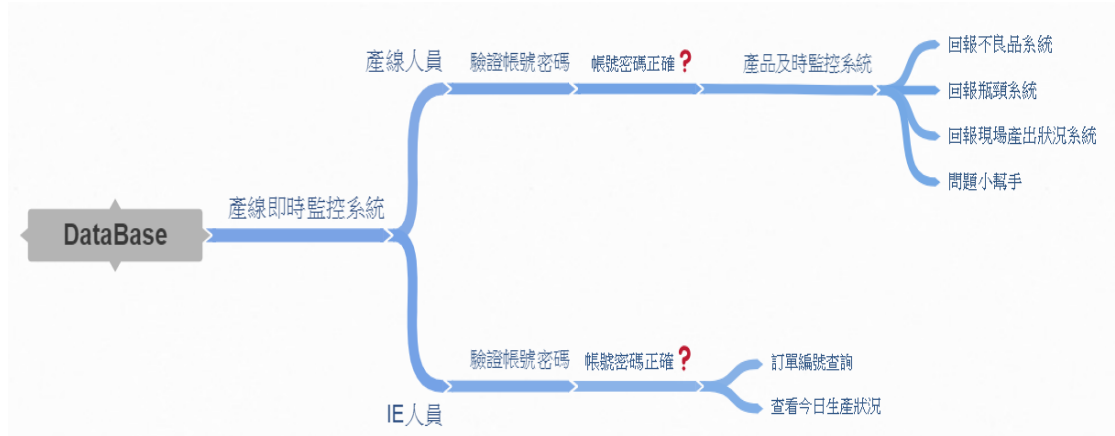 DataBase
產線即時監控系統
產線人員
驗證帳號密碼
帳號密碼正確?
產品及時監控系統
回報不良品系統
回報瓶頸系統
回報現場產出狀況系統
問題小幫手
IE人員
驗證帳號密碼
帳號密碼正確?
訂單編號查詢
查看今日生產狀況